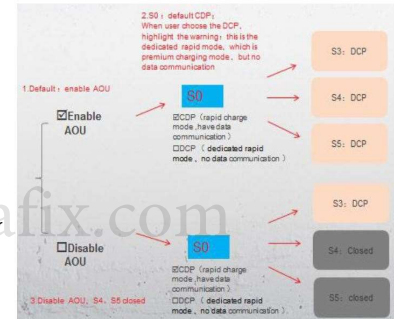 2.S0：default CDP；
When user choose the DCP,
highlight the warning：this is the
dedicated rapid mode，which is
premium charging mode，but no
data communication
S3：DCP
1.Default：enable AOU
S0
S4：DCP
☑Enable
AOU
☑CDP（rapid charge
mode ,have data
communication）
☐DCP（ dedicated rapid
mode，no data communication ）
S5：DCP
S3：DCP
afix.com
☐Disable
AOU
S0
S4：Closed
☑CDP（rapid charge
mode ,have data
communication）
☐DCP（ dedicated rapid
mode，no data communication ）
S5：closed
3.Disable AOU，S4、S5 closed